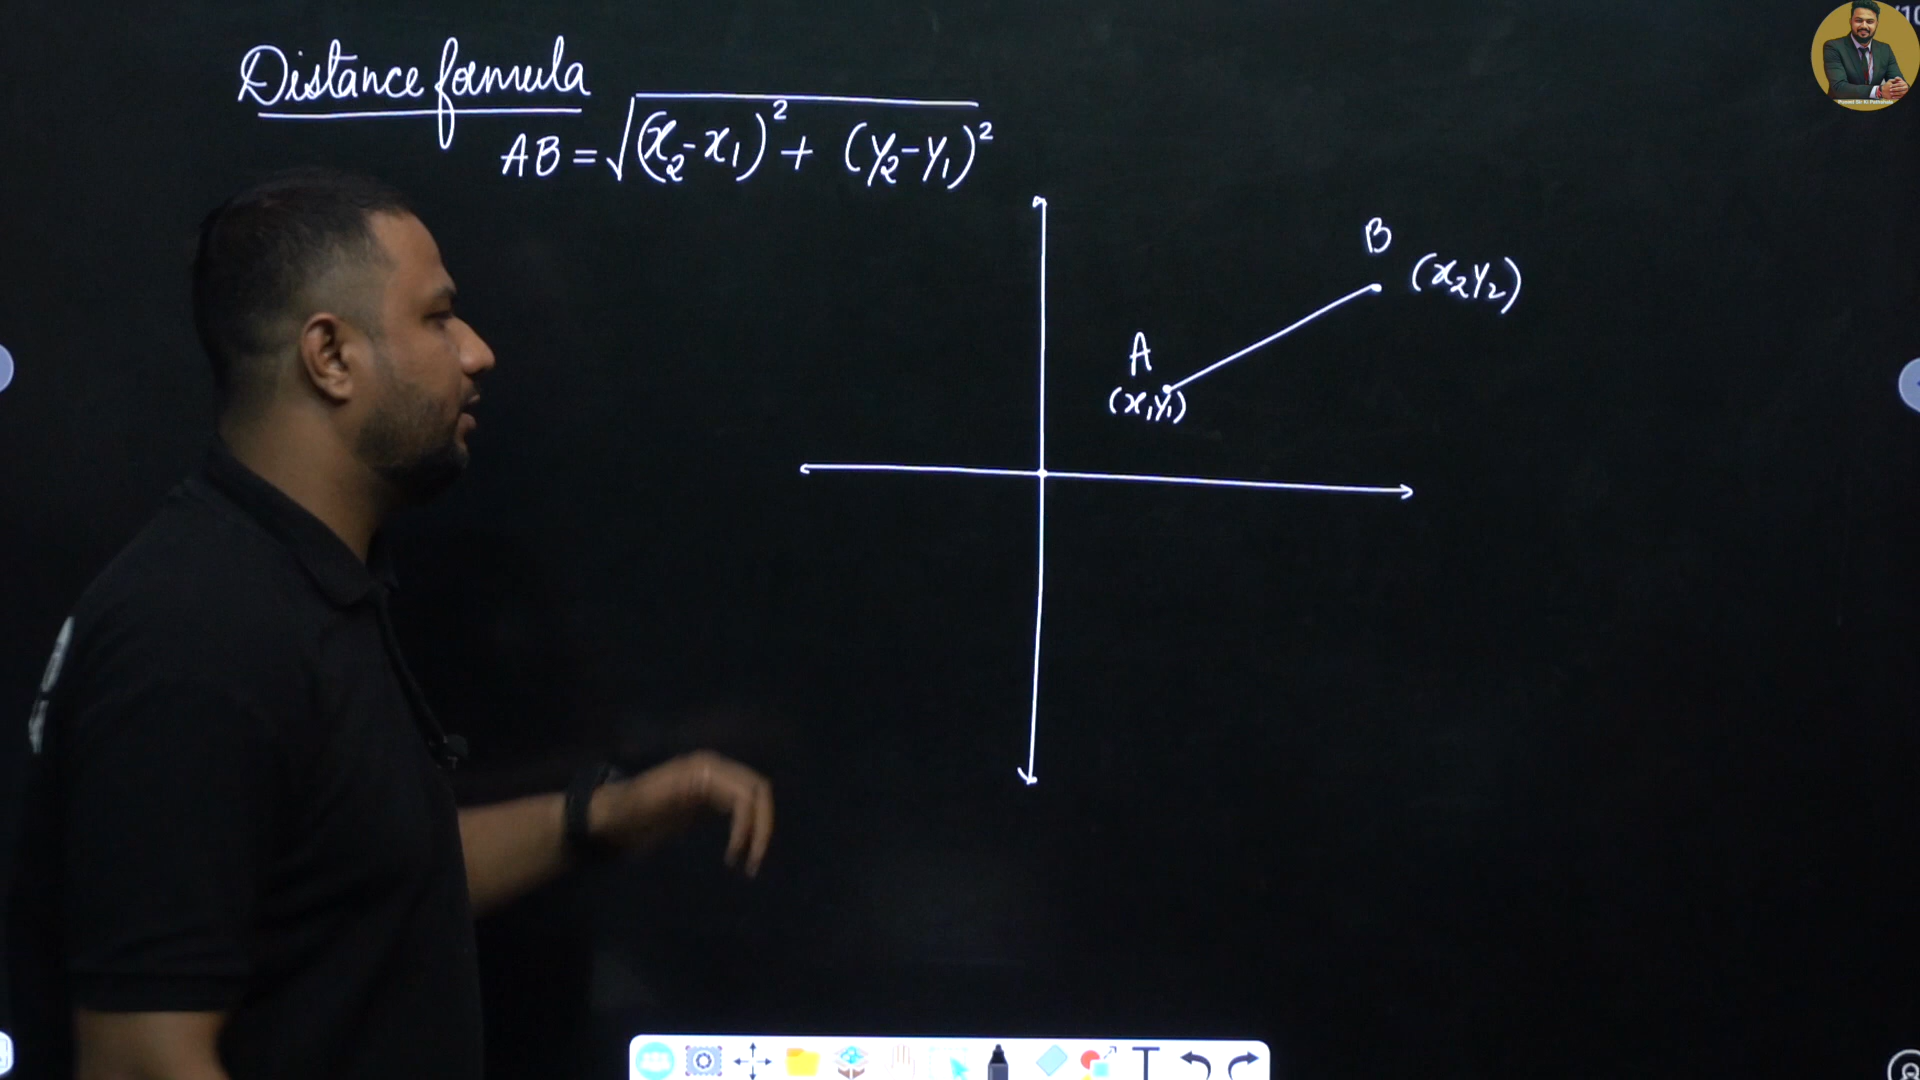 Distance formula
AB = √(x₂-x₁)² + (y₂-y₁)²
B
(x₂y₂)
A
(x₁y₁)